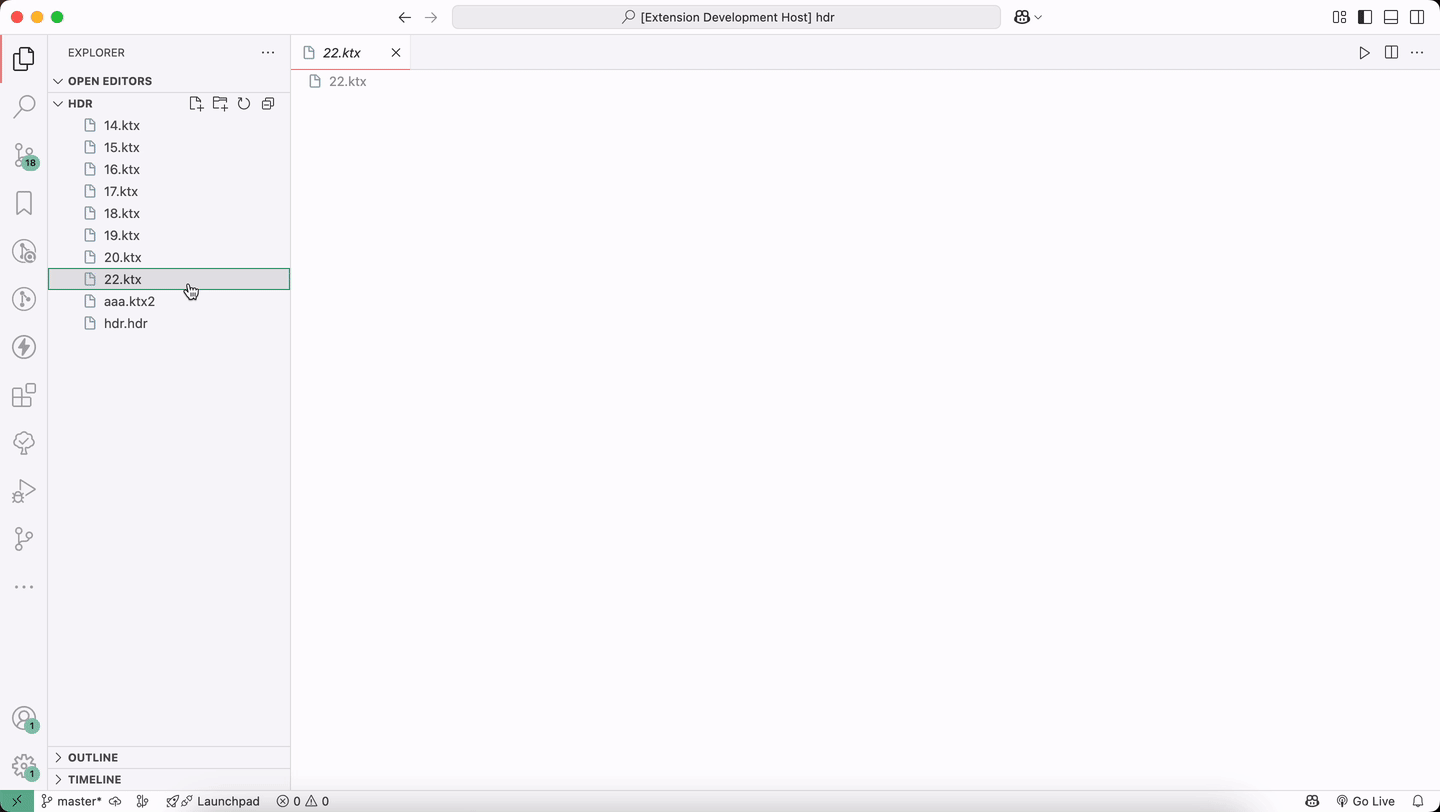 [Extension Development Host] hdr
EXPLORER
22.ktx
OPEN EDITORS
22.ktx
HDR
14.ktx
15.ktx
16.ktx
17.ktx
18.ktx
18
19.ktx
20.ktx
22.ktx
aaa.ktx2
hdr.hdr
1
OUTLINE
1
TIMELINE
master*
Launchpad
0
0
Go Live